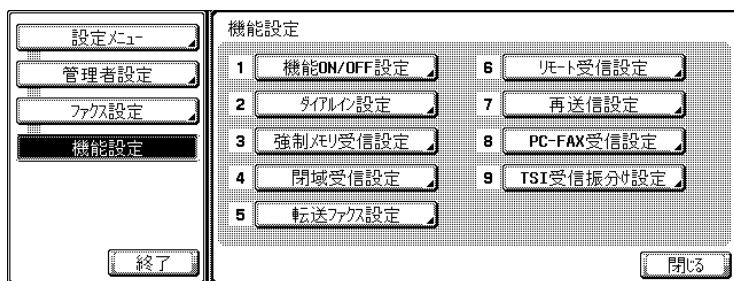 設定ﾒﾆｭｰ
管理者設定
ﾌｧｸｽ設定
機能設定
終了
機能設定
1 機能ON/OFF設定
2 ﾀﾞｲｱﾙｲﾝ設定
3 強制ﾒﾓﾘ受信設定
4 閉域受信設定
5 転送ﾌｧｸｽ設定
6 ﾘﾓｰﾄ受信設定
7 再送信設定
8 PC-FAX受信設定
9 TSI受信振分け設定
閉じる